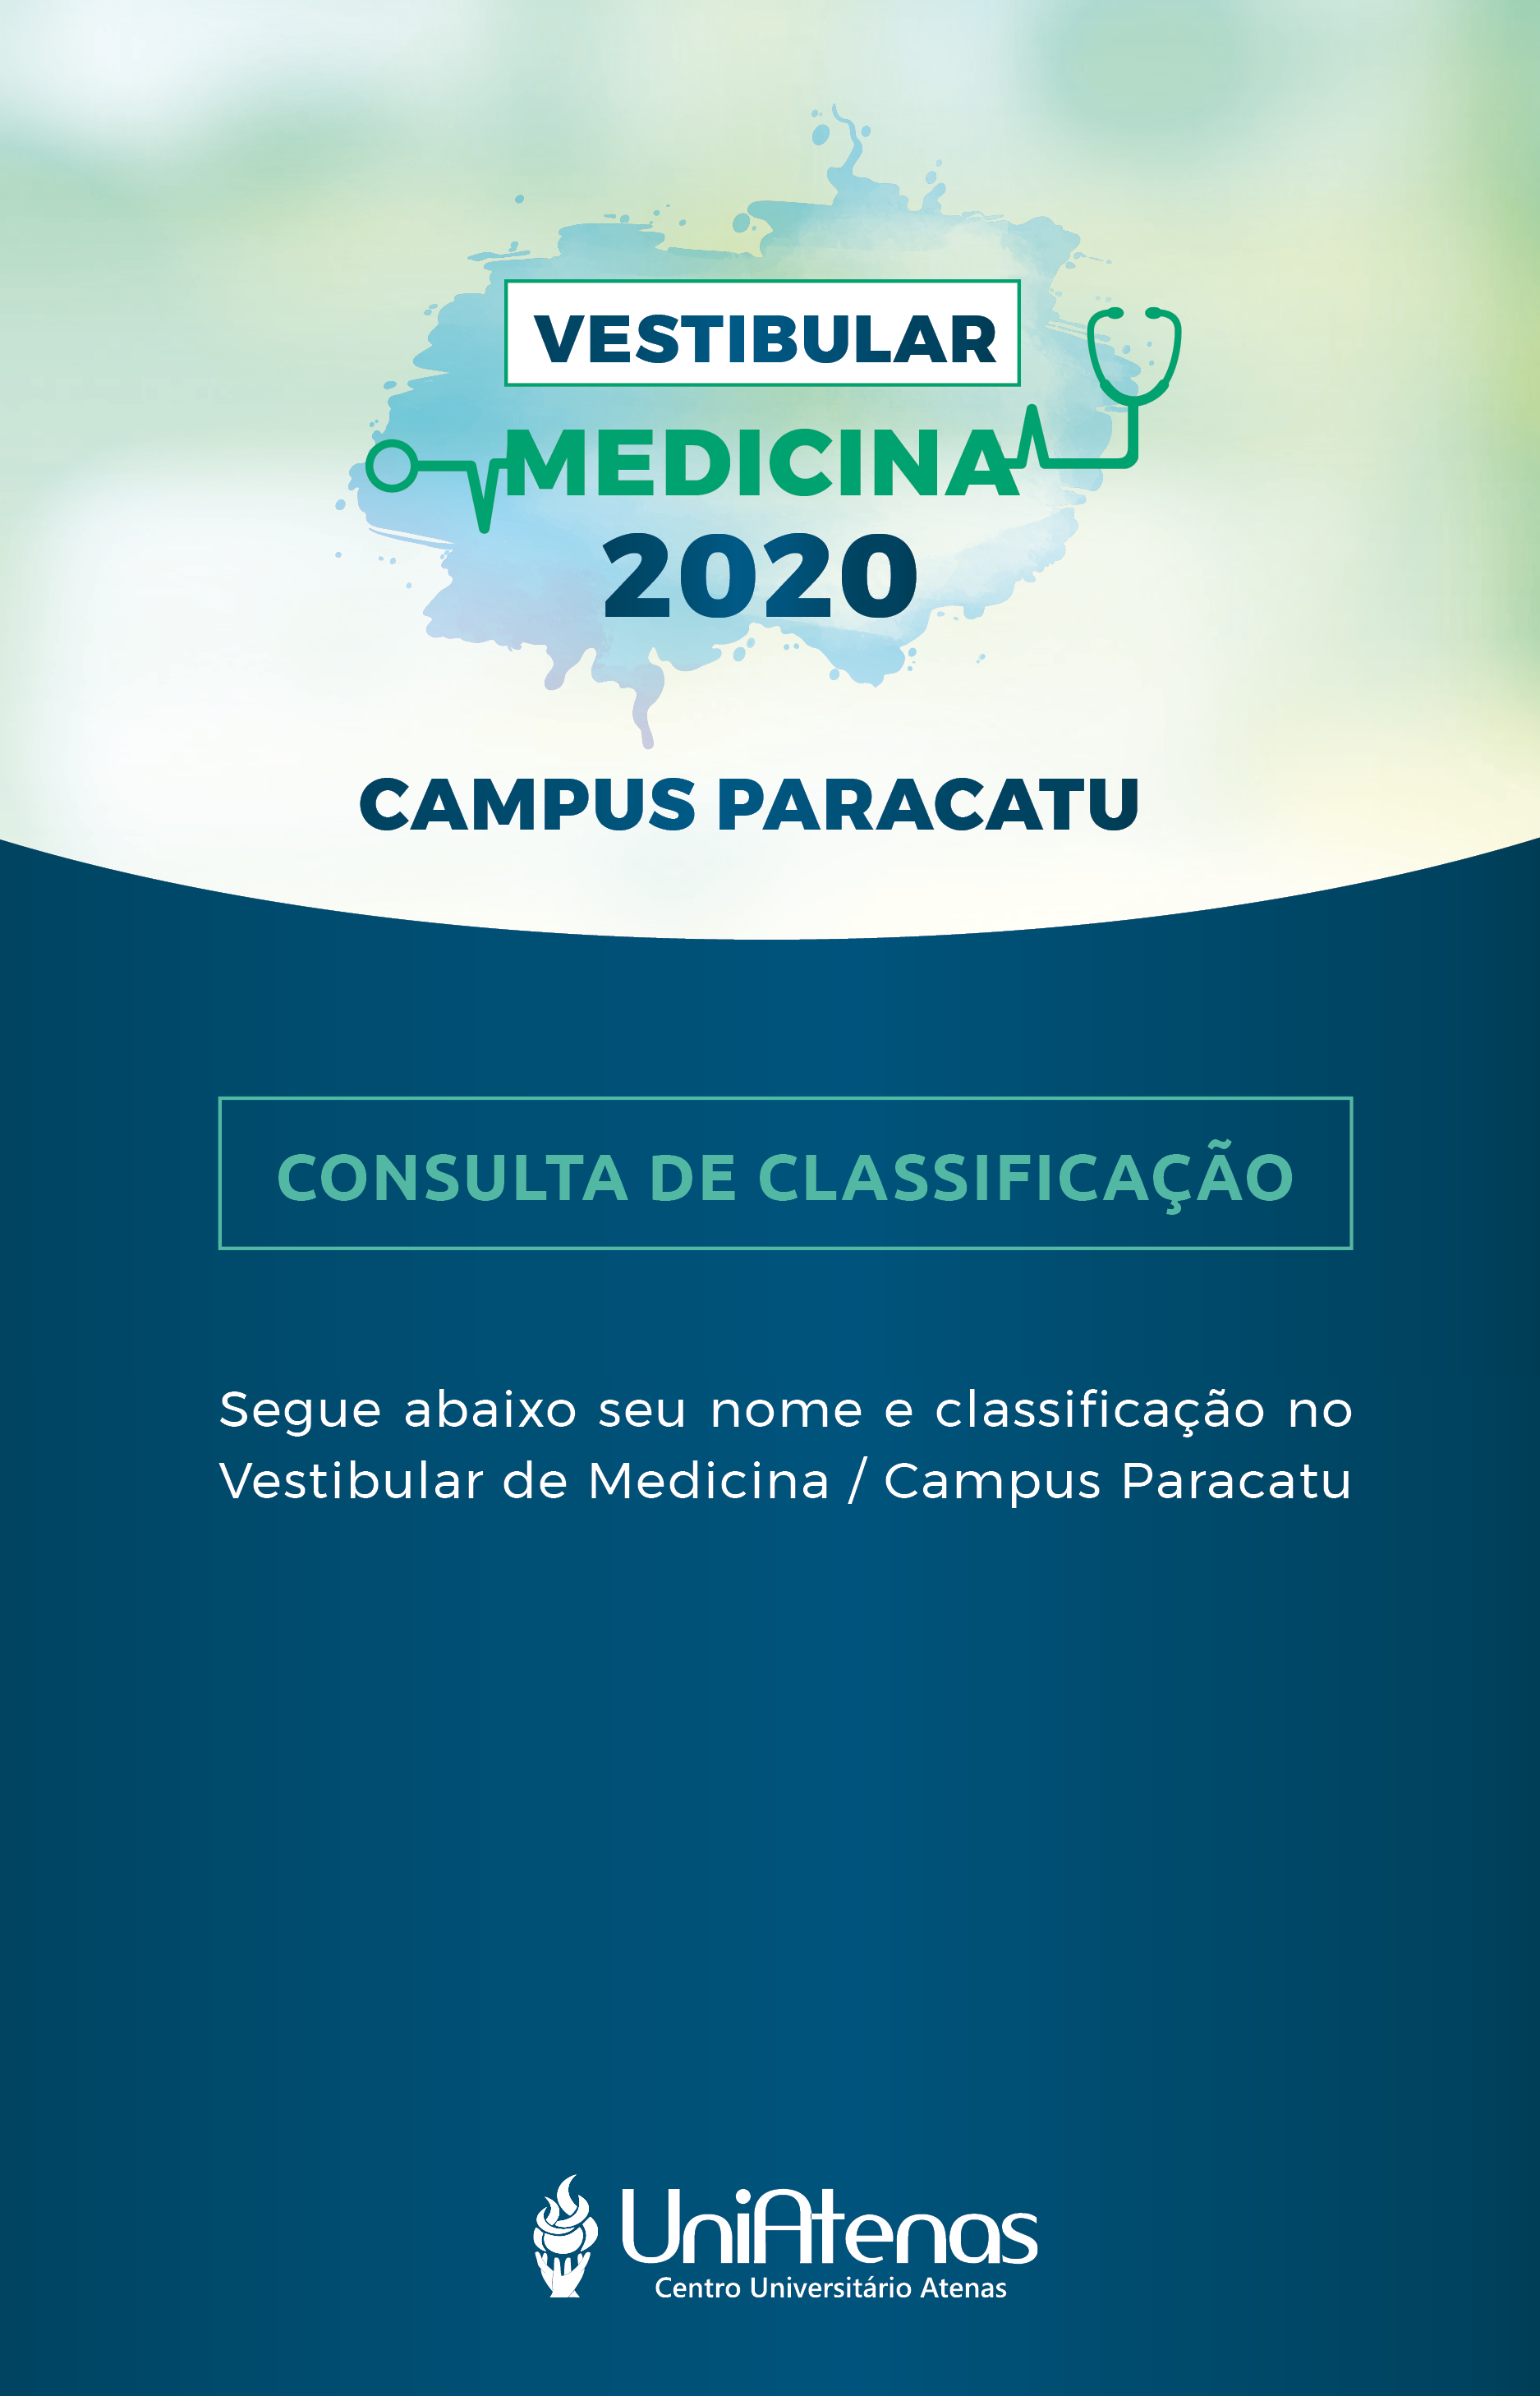 VESTIBULAR
MEDICINA
2020
CAMPUS PARACATU
CONSULTA DE CLASSIFICAÇÃO
Segue abaixo seu nome e classificação no
Vestibular de Medicina / Campus Paracatu
UniAtenas
Centro Universitário Atenas